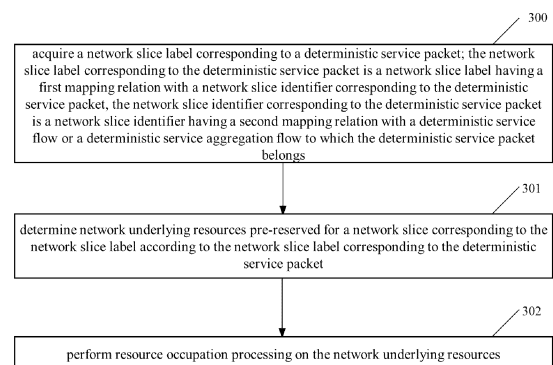 300
acquire a network slice label corresponding to a deterministic service packet; the network
slice label corresponding to the deterministic service packet is a network slice label having a
first mapping relation with a network slice identifier corresponding to the deterministic
service packet, the network slice identifier corresponding to the deterministic service packet
is a network slice identifier having a second mapping relation with a deterministic service
flow or a deterministic service aggregation flow to which the deterministic service packet
belongs
301
determine network underlying resources pre-reserved for a network slice corresponding to the
network slice label according to the network slice label corresponding to the deterministic
service packet
302
perform resource occupation processing on the network underlying resources